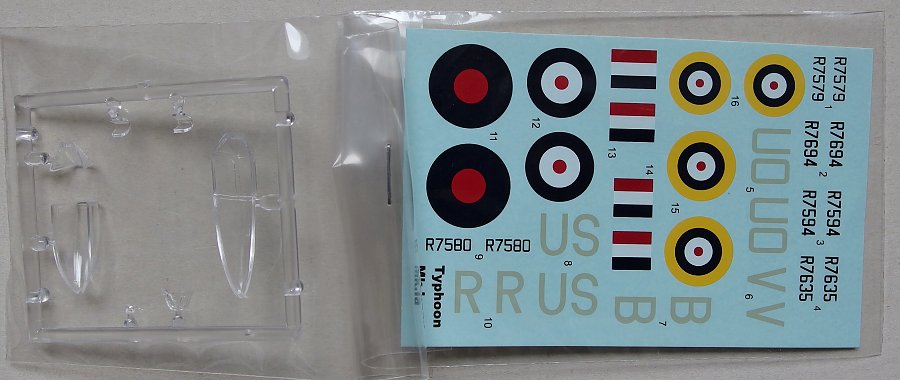 11
12
13
14
15
16
R7580 R7580
9
US
8
R R US
10
Typhoon
B B
7
UO UO
5
V V
6
R7579 R7579
1
R7694 R7694
2
R7594 R7594
3
R7635 R7635
4